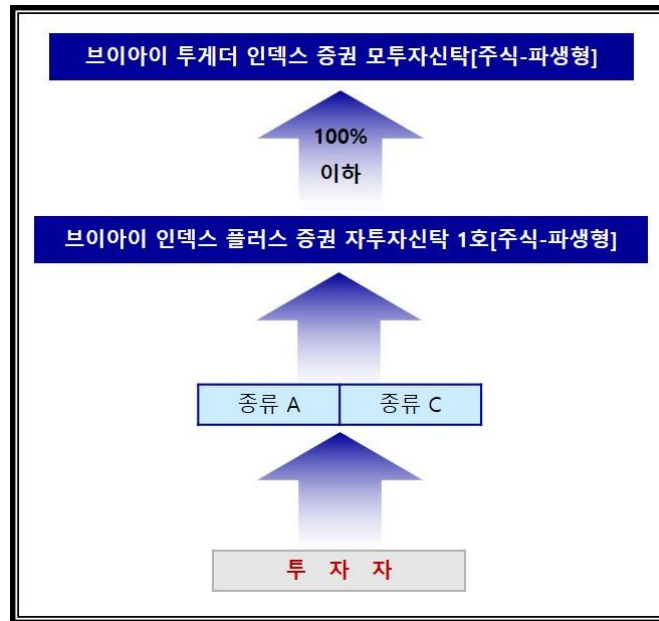 브이아이 투게더 인덱스 증권 모투자신탁[주식-파생형]
100%
이하
브이아이 인덱스 플러스 증권 자투자신탁 1호[주식-파생형]
종류 A 종류 C
투 자 자